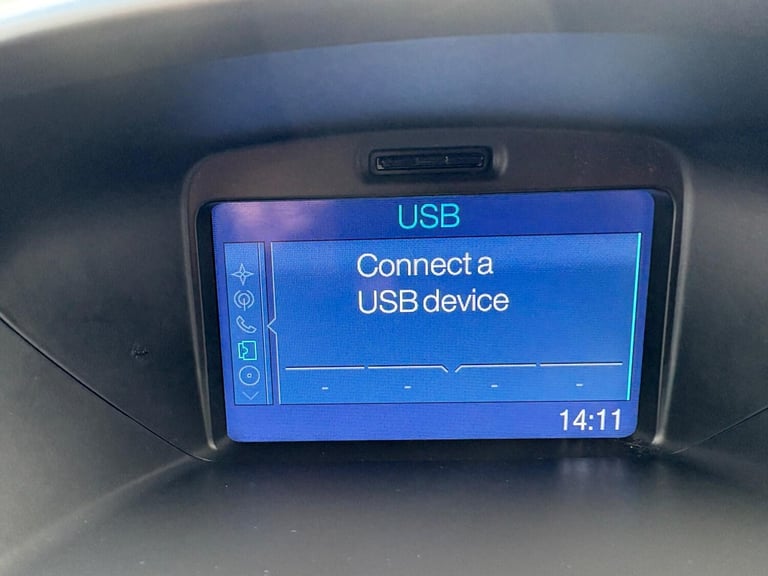 USB
Connect a
USB device
- - - -
14:11